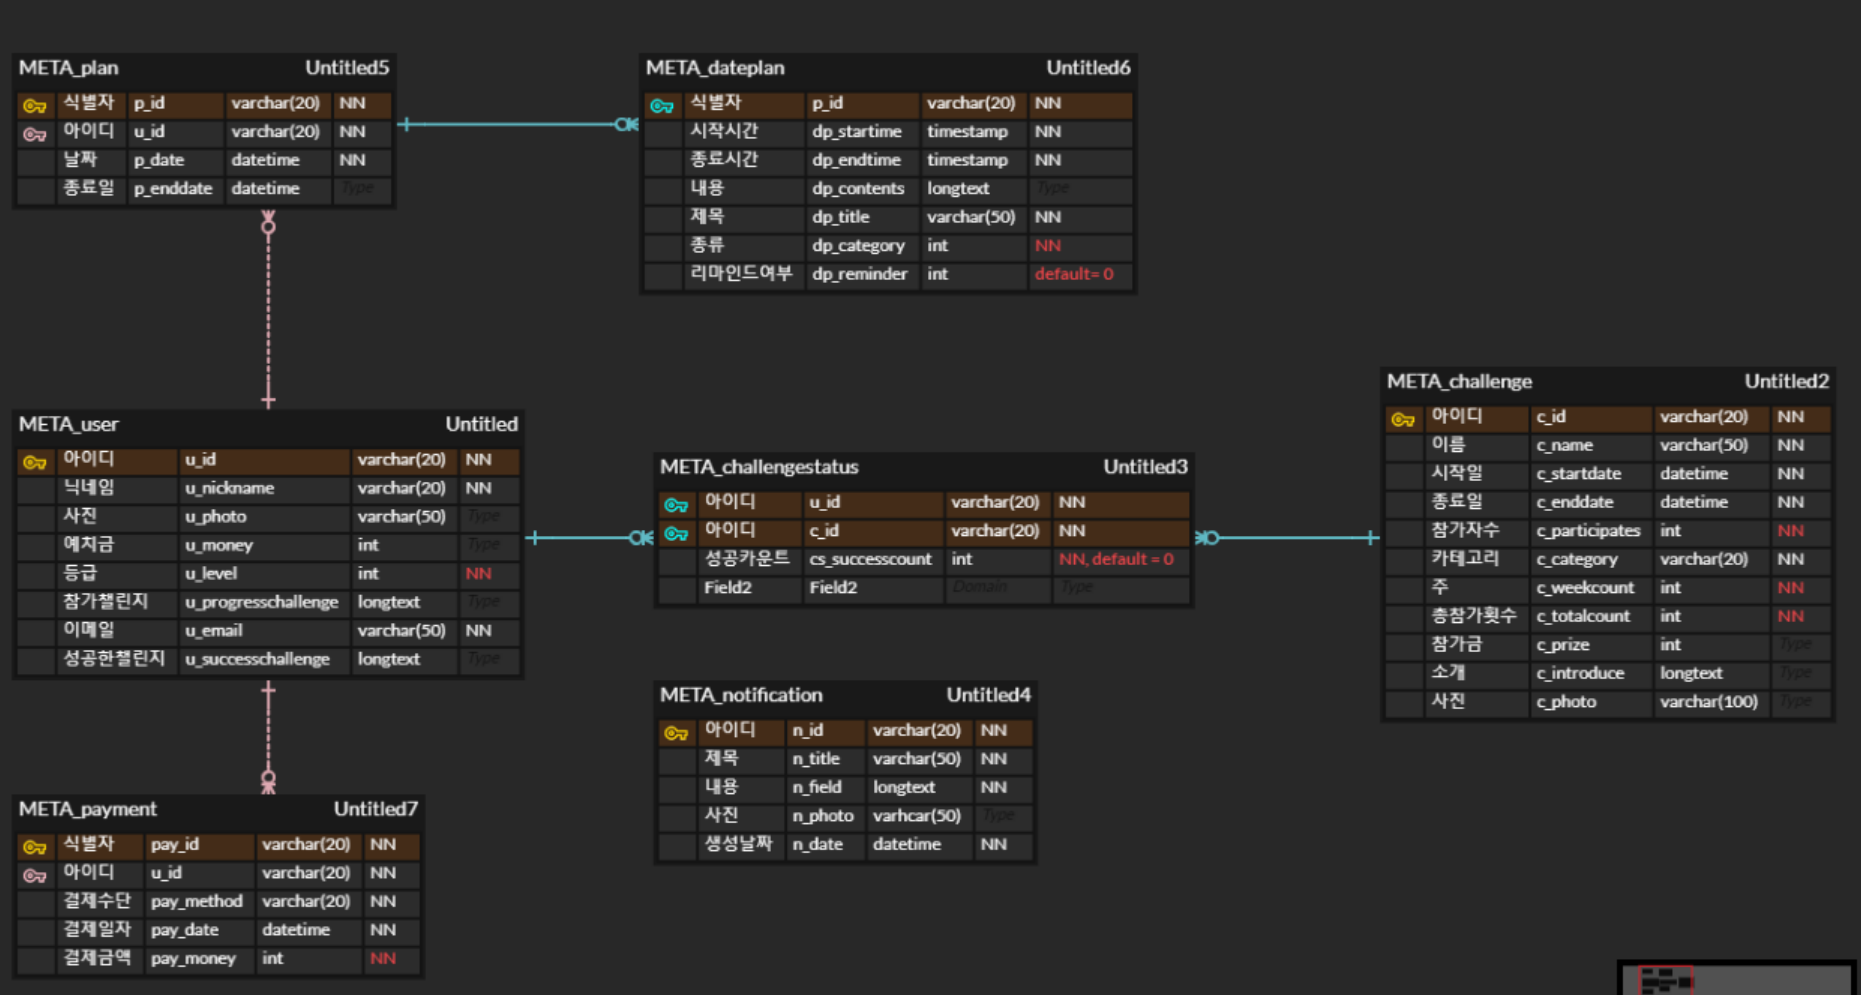 META_plan Untitled5
식별자 p_id varchar(20) NN
아이디 u_id varchar(20) NN
날짜 p_date datetime NN
종료일 p_enddate datetime Type
META_dateplan Untitled6
식별자 p_id varchar(20) NN
시작시간 dp_startime timestamp NN
종료시간 dp_endtime timestamp NN
내용 dp_contents longtext Type
제목 dp_title varchar(50) NN
종류 dp_category int NN
리마인드여부 dp_reminder int default= 0
META_user Untitled
아이디 u_id varchar(20) NN
닉네임 u_nickname varchar(20) NN
사진 u_photo varchar(50) Type
예치금 u_money int Type
등급 u_level int NN
참가챌린지 u_progresschallenge longtext Type
이메일 u_email varchar(50) NN
성공한챌린지 u_successchallenge longtext Type
META_challengestatus Untitled3
아이디 u_id varchar(20) NN
아이디 c_id varchar(20) NN
성공카운트 cs_successcount int NN, default = 0
Field2 Field2 Domain Type
META_challenge Untitled2
아이디 c_id varchar(20) NN
이름 c_name varchar(50) NN
시작일 c_startdate datetime NN
종료일 c_enddate datetime NN
참가자수 c_participates int NN
카테고리 c_category varchar(20) NN
주 c_weekcount int NN
총참가횟수 c_totalcount int NN
참가금 c_prize int Type
소개 c_introduce longtext Type
사진 c_photo varchar(100) Type
META_notification Untitled4
아이디 n_id varchar(20) NN
제목 n_title varchar(50) NN
내용 n_field longtext NN
사진 n_photo varhcar(50) Type
생성날짜 n_date datetime NN
META_payment Untitled7
식별자 pay_id varchar(20) NN
아이디 u_id varchar(20) NN
결제수단 pay_method varchar(20) NN
결제일자 pay_date datetime NN
결제금액 pay_money int NN